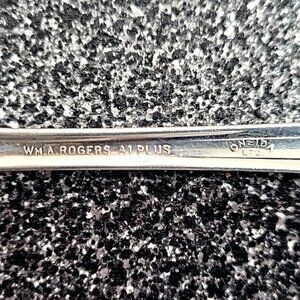 WM.A.ROGERS A1 PLUS
ONEIDA
LTD.